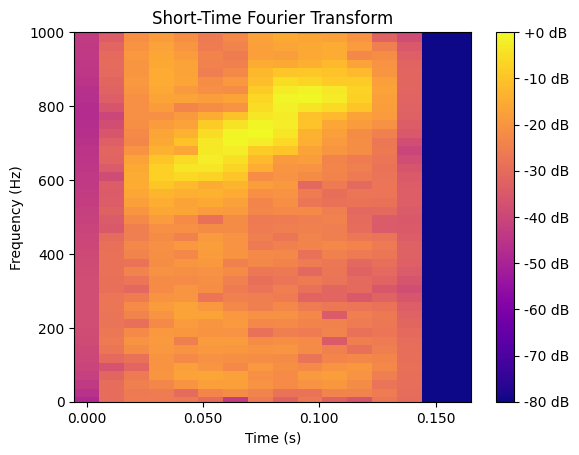 Short-Time Fourier Transform
1000
800
600
400
200
0
Frequency (Hz)
0.000
0.050
0.100
0.150
Time (s)
+0 dB
-10 dB
-20 dB
-30 dB
-40 dB
-50 dB
-60 dB
-70 dB
-80 dB